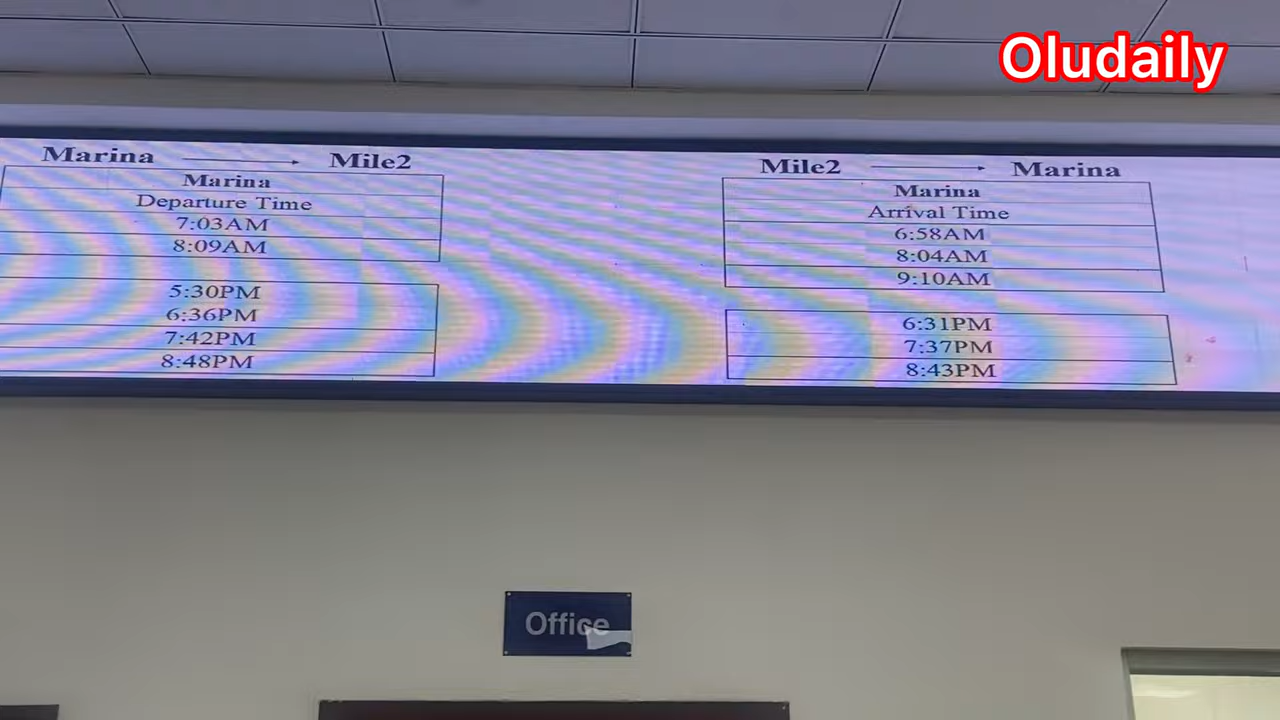 Oludaily
Marina → Mile2
Marina
Departure Time
7:03AM
8:09AM
5:30PM
6:36PM
7:42PM
8:48PM
Mile2 → Marina
Marina
Arrival Time
6:58AM
8:04AM
9:10AM
6:31PM
7:37PM
8:43PM
Office